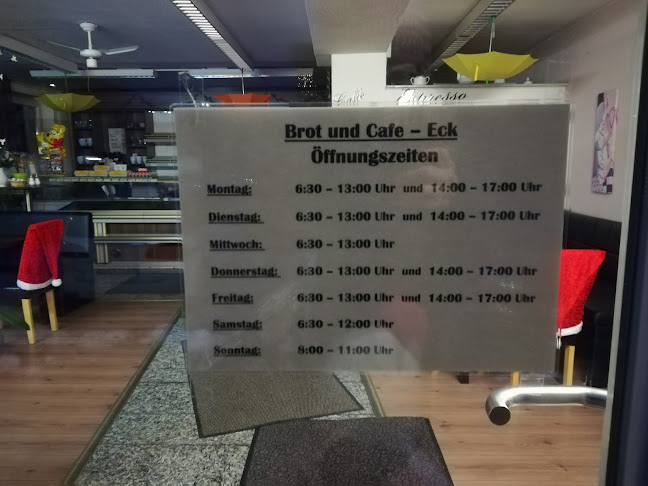 Caffe Espresso
Brot und Cafe – Eck
Öffnungszeiten
Montag: 6:30 – 13:00 Uhr und 14:00 – 17:00 Uhr
Dienstag: 6:30 – 13:00 Uhr und 14:00 – 17:00 Uhr
Mittwoch: 6:30 – 13:00 Uhr
Donnerstag: 6:30 – 13:00 Uhr und 14:00 – 17:00 Uhr
Freitag: 6:30 – 13:00 Uhr und 14:00 – 17:00 Uhr
Samstag: 6:30 – 12:00 Uhr
Sonntag: 8:00 – 11:00 Uhr